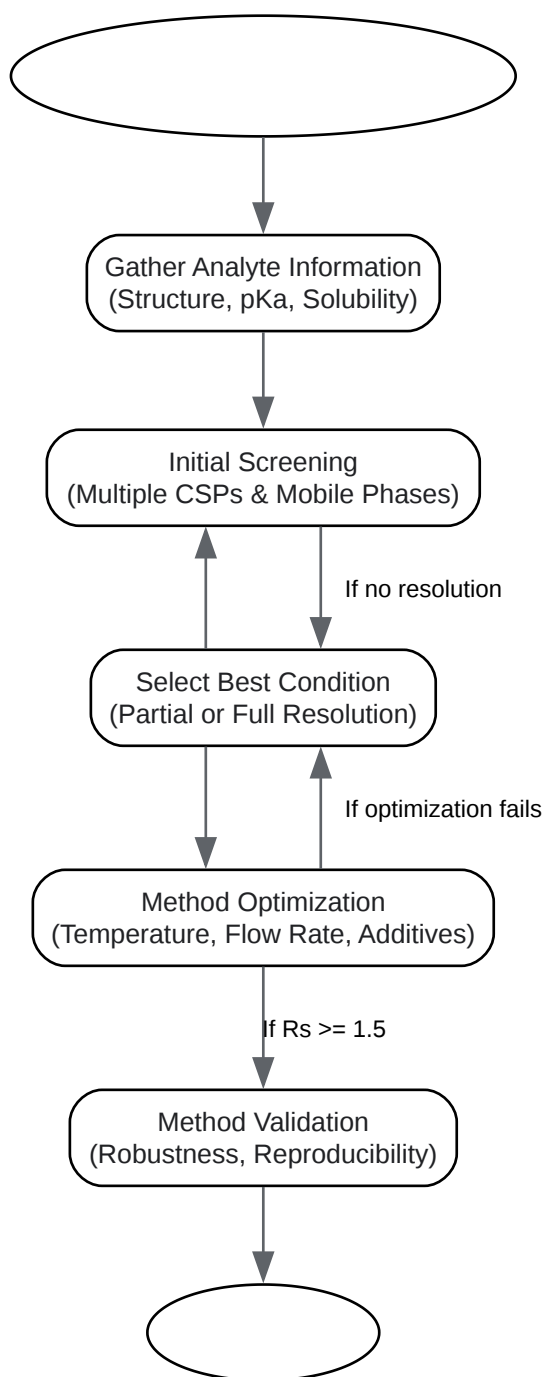 Gather Analyte Information
(Structure, pKa, Solubility)
Initial Screening
(Multiple CSPs & Mobile Phases)
If no resolution
Select Best Condition
(Partial or Full Resolution)
If optimization fails
Method Optimization
(Temperature, Flow Rate, Additives)
If Rs >= 1.5
Method Validation
(Robustness, Reproducibility)